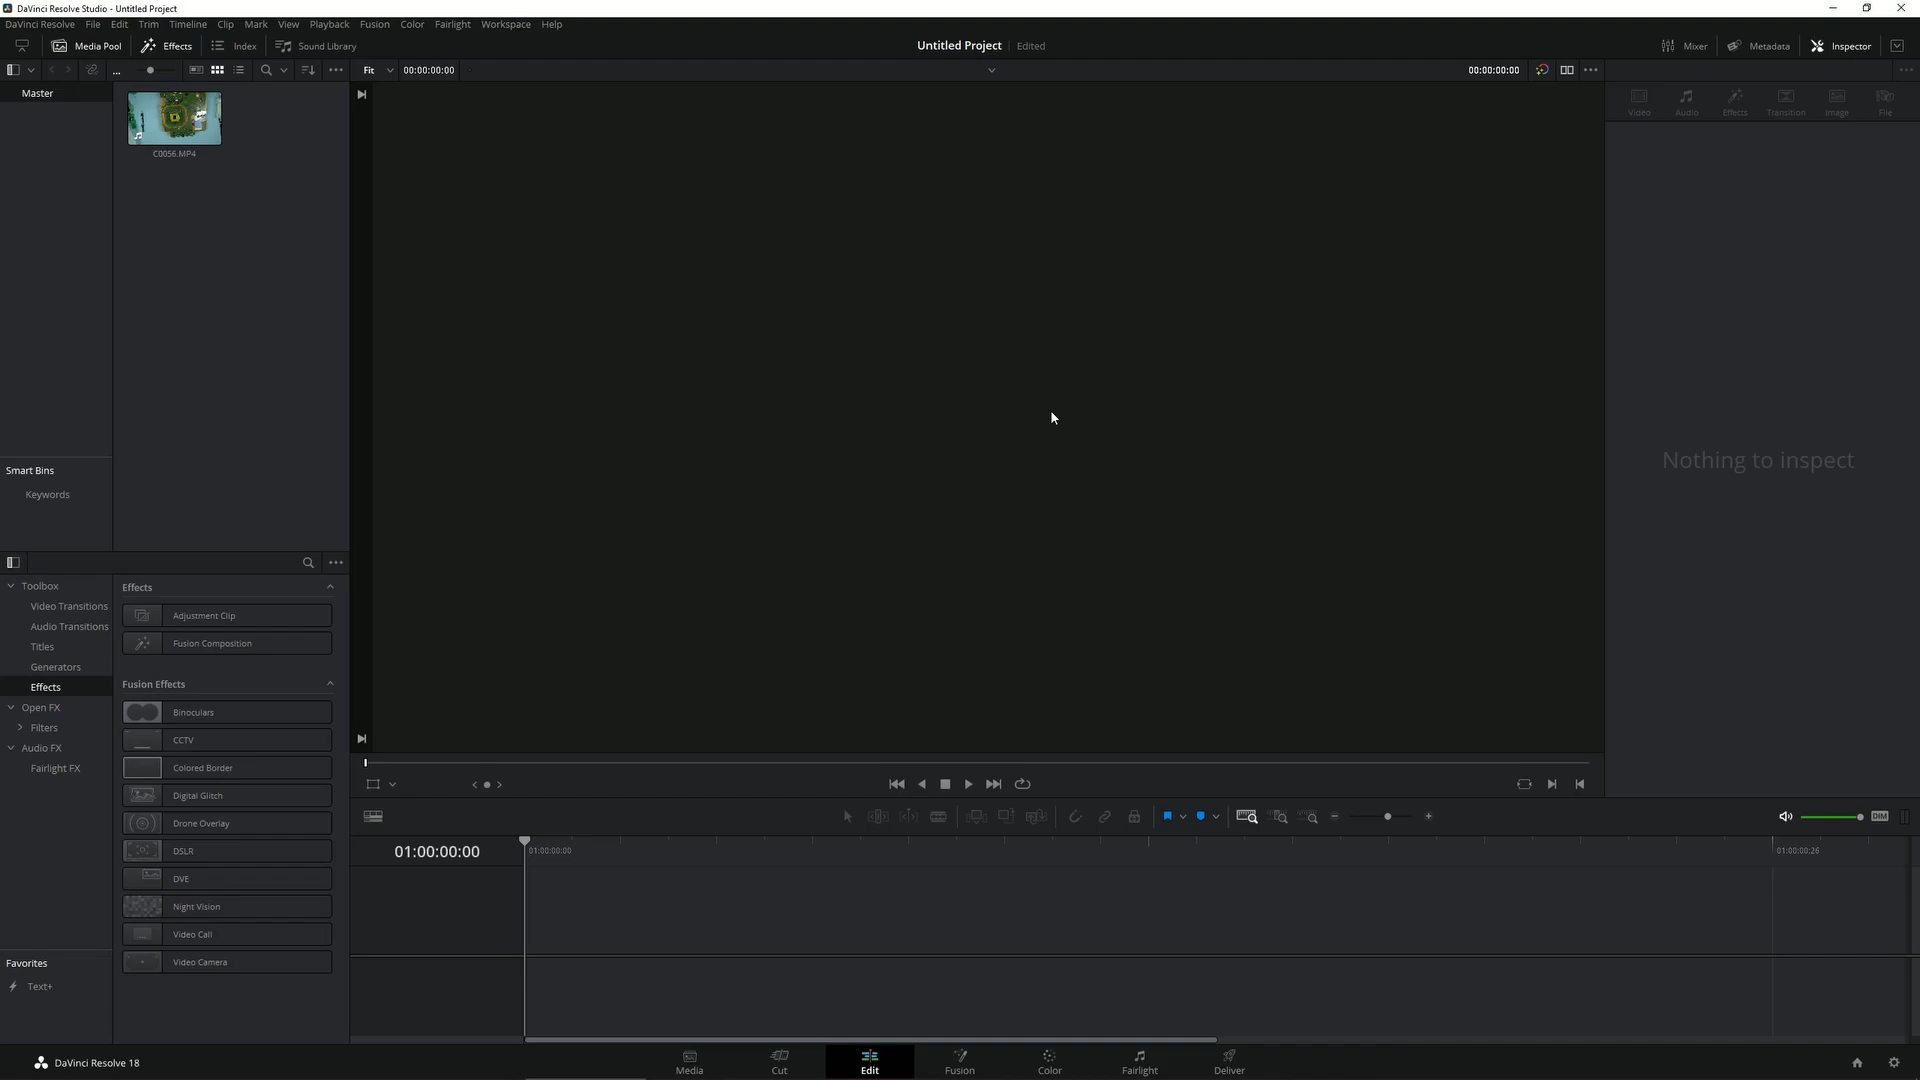 DaVinci Resolve Studio - Untitled Project
DaVinci Resolve File Edit Trim Timeline Clip Mark View Playback Fusion Color Fairlight Workspace Help
Media Pool Effects Index Sound Library Untitled Project Edited Mixer Metadata Inspector
... Fit 00:00:00:00 00:00:00:00
Master
Video Audio Effects Transition Image File
C0056.MP4
Nothing to inspect
Smart Bins
Keywords
Toolbox
Video Transitions
Audio Transitions
Titles
Generators
Effects
Open FX
Filters
Audio FX
Fairlight FX
Favorites
Text+
Effects
Adjustment Clip
Fusion Composition
Fusion Effects
Binoculars
CCTV
Colored Border
Digital Glitch
Drone Overlay
DSLR
DVE
Night Vision
Video Call
Video Camera
DIM
01:00:00:00 01:00:00:00 01:00:00:26
DaVinci Resolve 18
Media Cut Edit Fusion Color Fairlight Deliver